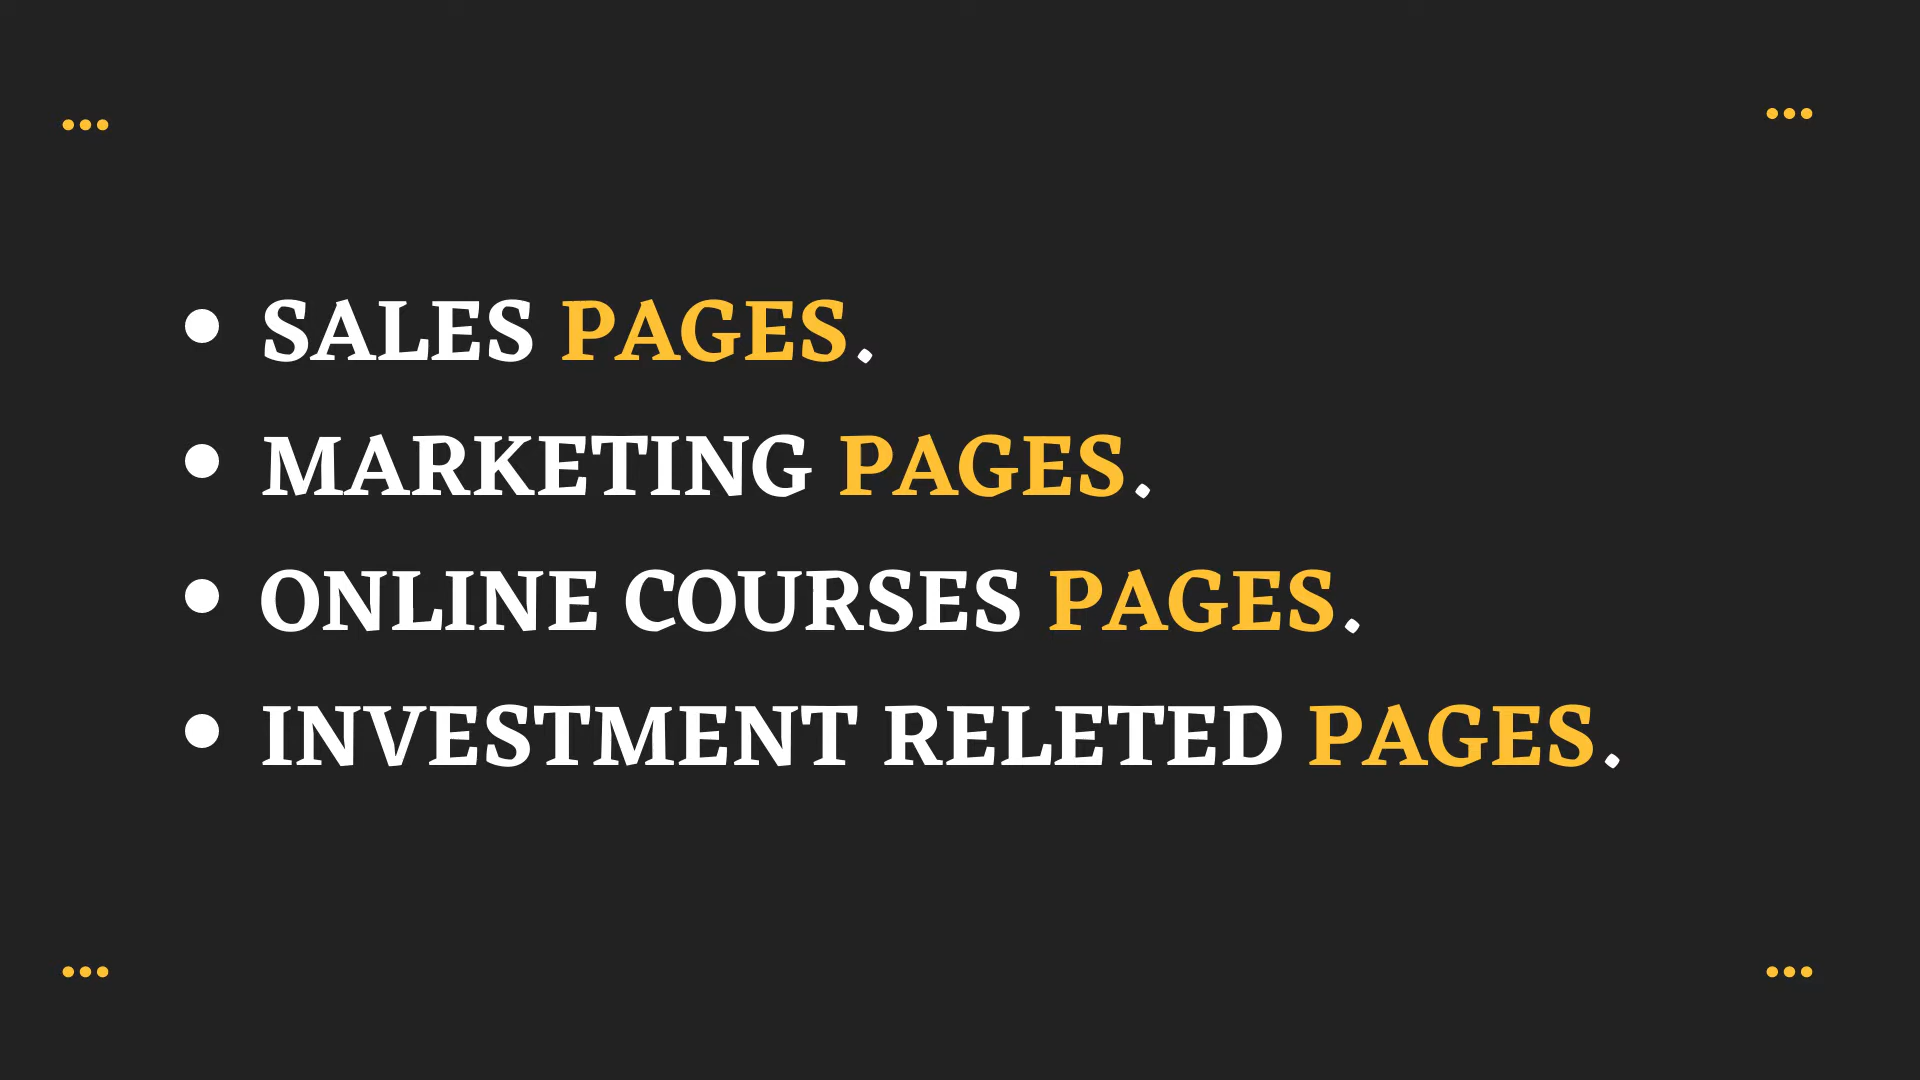 • SALES PAGES.
• MARKETING PAGES.
• ONLINE COURSES PAGES.
• INVESTMENT RELETED PAGES.